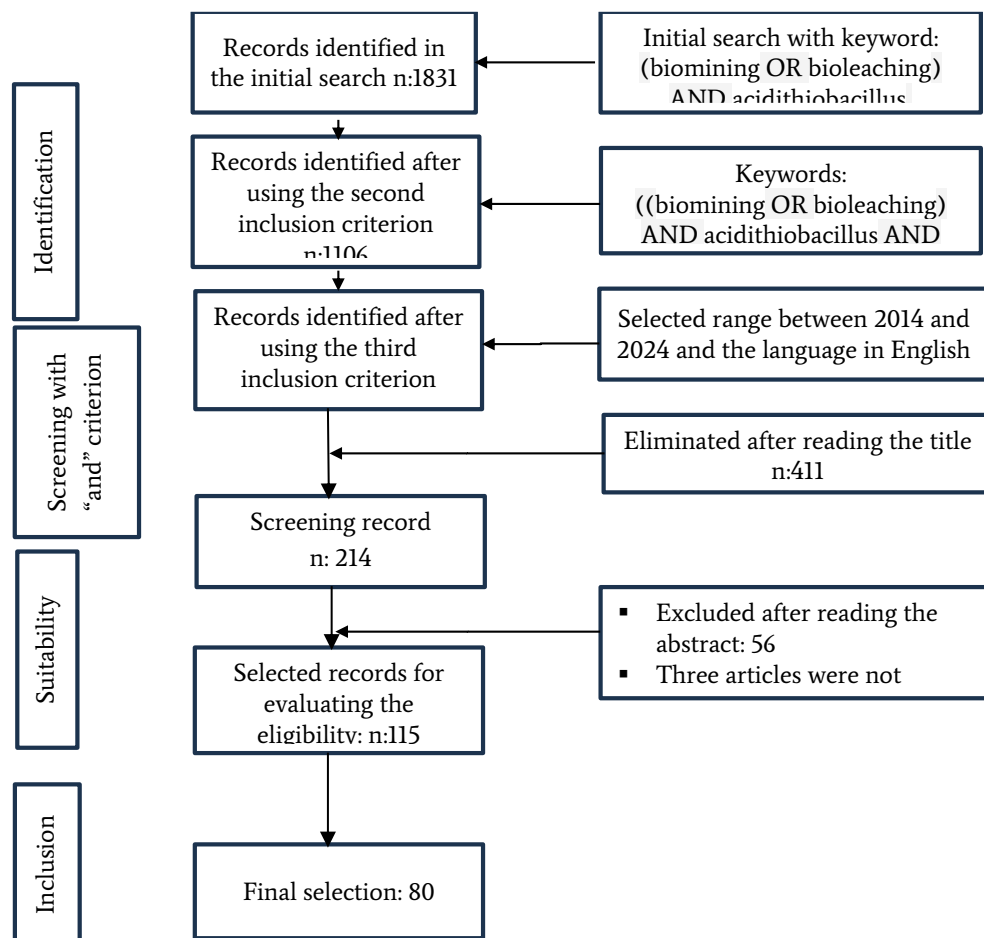 Records identified in
the initial search n:1831
Initial search with keyword:
(biomining OR bioleaching)
AND acidithiobacillus
Identification
Records identified after
using the second
inclusion criterion
n:1106
Keywords:
((biomining OR bioleaching)
AND acidithiobacillus AND
Records identified after
using the third
inclusion criterion
Selected range between 2014 and
2024 and the language in English
Screening with
“and” criterion
Eliminated after reading the title
n:411
Screening record
n: 214
Suitability
▪ Excluded after reading the
abstract: 56
▪ Three articles were not
Selected records for
evaluating the
eligibility: n:115
Inclusion
Final selection: 80